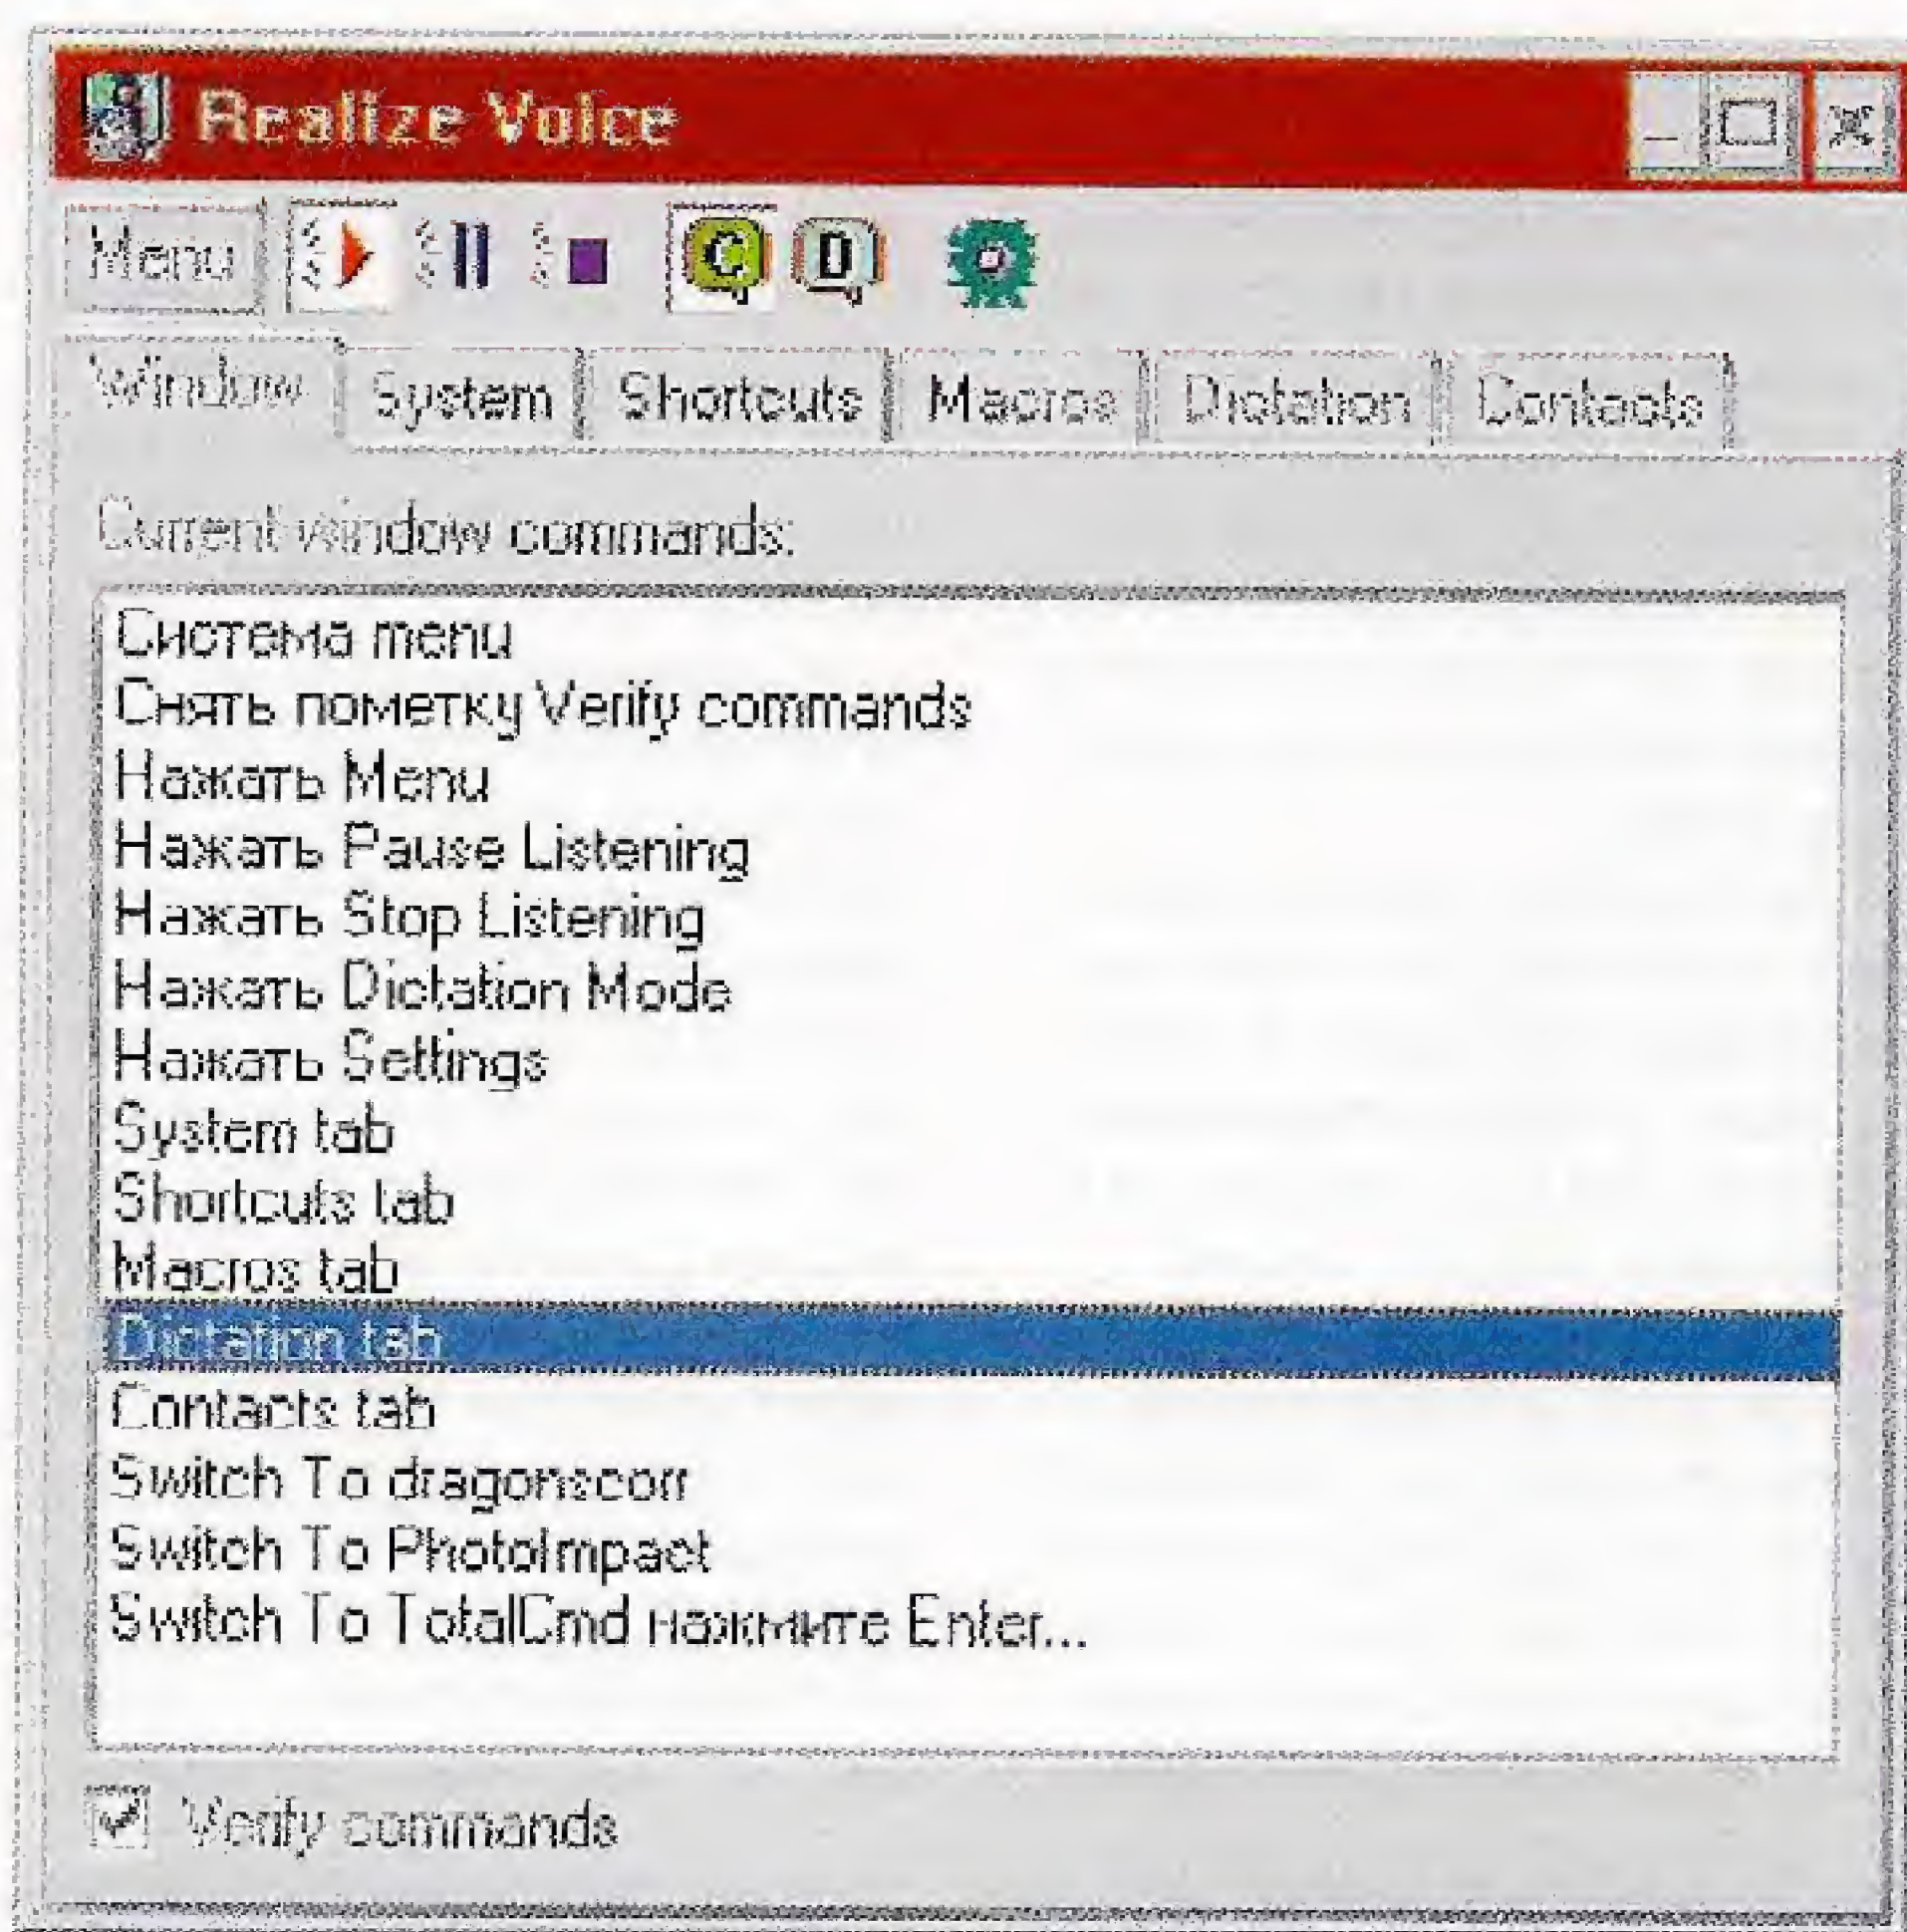 Realize Voice
Menu C D
Window System Shortcuts Macros Dictation Contacts
Current window commands:
Система menu
Снять пометку Verify commands
Нажать Menu
Нажать Pause Listening
Нажать Stop Listening
Нажать Dictation Mode
Нажать Settings
System tab
Shortcuts tab
Macros tab
Dictation tab
Contacts tab
Switch To dragonscorr
Switch To PhotoImpact
Switch To TotalCmd нажмите Enter...
Verify commands